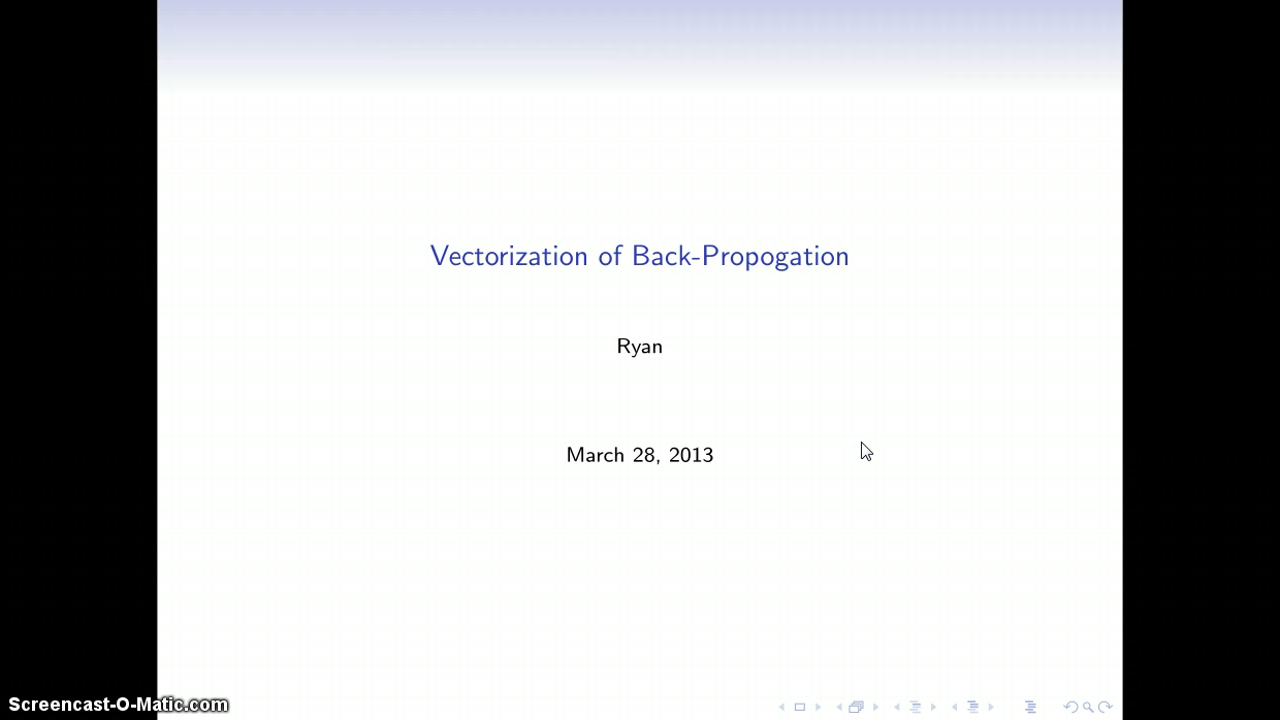 Vectorization of Back-Propogation
Ryan
March 28, 2013
Screencast-O-Matic.com